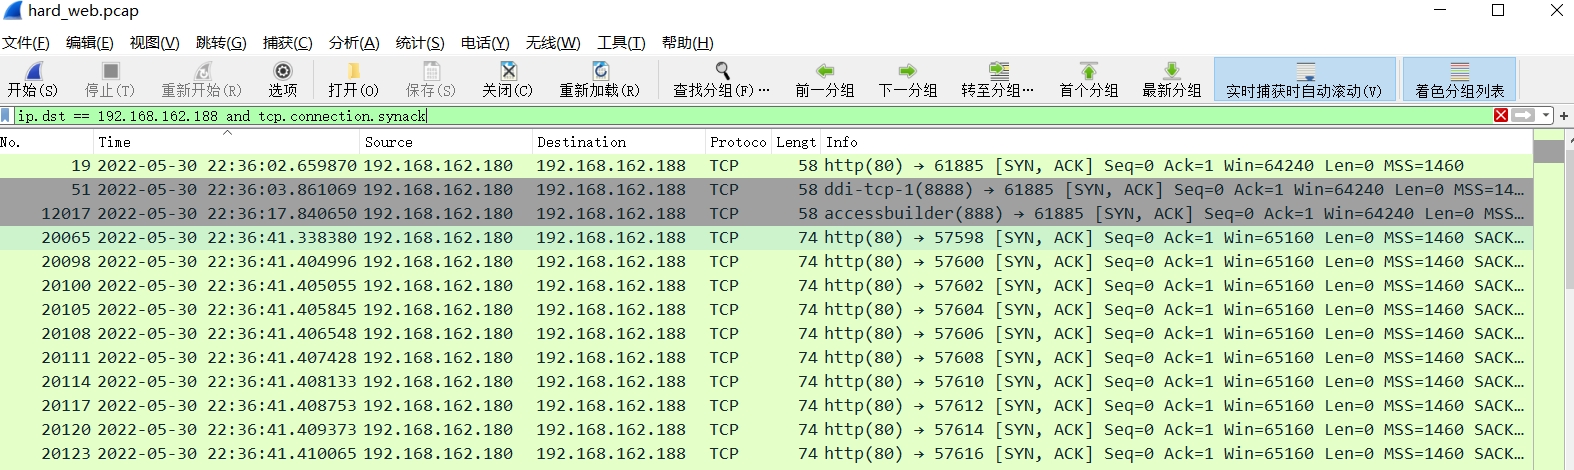 hard_web.pcap
文件(F) 编辑(E) 视图(V) 跳转(G) 捕获(C) 分析(A) 统计(S) 电话(Y) 无线(W) 工具(T) 帮助(H)
开始(S) 停止(T) 重新开始(R) 选项 打开(O) 保存(S) 关闭(C) 重新加载(R) 查找分组(F)… 前一分组 下一分组 转至分组… 首个分组 最新分组 实时捕获时自动滚动(V) 着色分组列表
ip.dst == 192.168.162.188 and tcp.connection.synack
No. Time Source Destination Protoco Lengt Info
19 2022-05-30 22:36:02.659870 192.168.162.180 192.168.162.188 TCP 58 http(80) → 61885 [SYN, ACK] Seq=0 Ack=1 Win=64240 Len=0 MSS=1460
51 2022-05-30 22:36:03.861069 192.168.162.180 192.168.162.188 TCP 58 ddi-tcp-1(8888) → 61885 [SYN, ACK] Seq=0 Ack=1 Win=64240 Len=0 MSS=14…
12017 2022-05-30 22:36:17.840650 192.168.162.180 192.168.162.188 TCP 58 accessbuilder(888) → 61885 [SYN, ACK] Seq=0 Ack=1 Win=64240 Len=0 MSS…
20065 2022-05-30 22:36:41.338380 192.168.162.180 192.168.162.188 TCP 74 http(80) → 57598 [SYN, ACK] Seq=0 Ack=1 Win=65160 Len=0 MSS=1460 SACK…
20098 2022-05-30 22:36:41.404996 192.168.162.180 192.168.162.188 TCP 74 http(80) → 57600 [SYN, ACK] Seq=0 Ack=1 Win=65160 Len=0 MSS=1460 SACK…
20100 2022-05-30 22:36:41.405055 192.168.162.180 192.168.162.188 TCP 74 http(80) → 57602 [SYN, ACK] Seq=0 Ack=1 Win=65160 Len=0 MSS=1460 SACK…
20105 2022-05-30 22:36:41.405845 192.168.162.180 192.168.162.188 TCP 74 http(80) → 57604 [SYN, ACK] Seq=0 Ack=1 Win=65160 Len=0 MSS=1460 SACK…
20108 2022-05-30 22:36:41.406548 192.168.162.180 192.168.162.188 TCP 74 http(80) → 57606 [SYN, ACK] Seq=0 Ack=1 Win=65160 Len=0 MSS=1460 SACK…
20111 2022-05-30 22:36:41.407428 192.168.162.180 192.168.162.188 TCP 74 http(80) → 57608 [SYN, ACK] Seq=0 Ack=1 Win=65160 Len=0 MSS=1460 SACK…
20114 2022-05-30 22:36:41.408133 192.168.162.180 192.168.162.188 TCP 74 http(80) → 57610 [SYN, ACK] Seq=0 Ack=1 Win=65160 Len=0 MSS=1460 SACK…
20117 2022-05-30 22:36:41.408753 192.168.162.180 192.168.162.188 TCP 74 http(80) → 57612 [SYN, ACK] Seq=0 Ack=1 Win=65160 Len=0 MSS=1460 SACK…
20120 2022-05-30 22:36:41.409373 192.168.162.180 192.168.162.188 TCP 74 http(80) → 57614 [SYN, ACK] Seq=0 Ack=1 Win=65160 Len=0 MSS=1460 SACK…
20123 2022-05-30 22:36:41.410065 192.168.162.180 192.168.162.188 TCP 74 http(80) → 57616 [SYN, ACK] Seq=0 Ack=1 Win=65160 Len=0 MSS=1460 SACK…